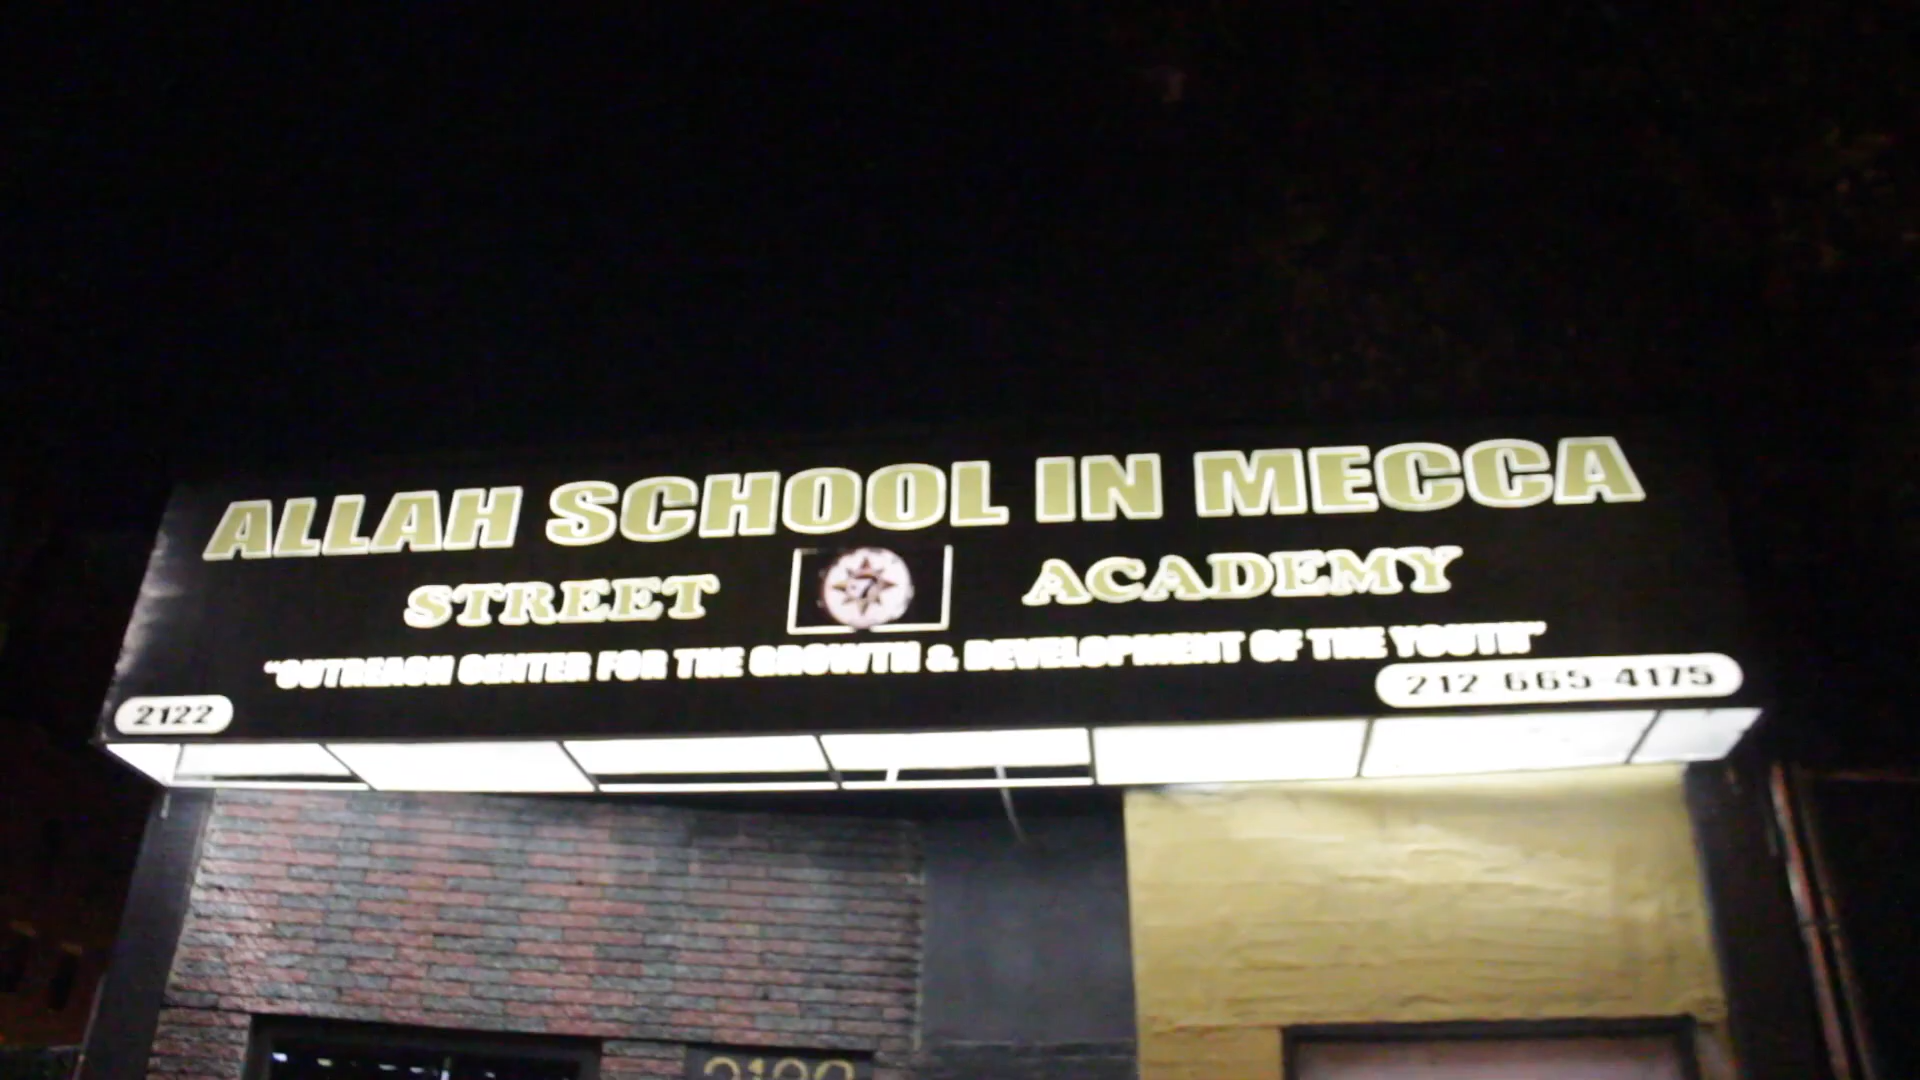 ALLAH SCHOOL IN MECCA
STREET 7 ACADEMY
"OUTREACH CENTER FOR THE GROWTH & DEVELOPMENT OF THE YOUTH"
2122
212 665-4175
2122